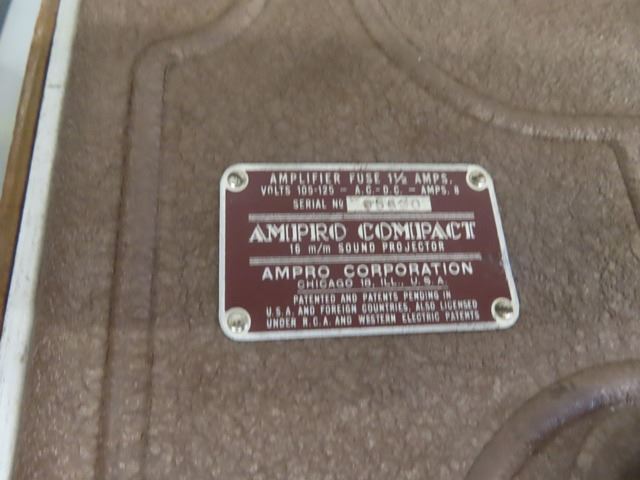 AMPLIFIER FUSE 1½ AMPS.
VOLTS 105-125 - A.C.-D.C. - AMPS. 8
SERIAL NO
AMPRO COMPACT
16 m/m SOUND PROJECTOR
AMPRO CORPORATION
CHICAGO 18, ILL., U.S.A.
PATENTED AND PATENTS PENDING IN
U.S.A. AND FOREIGN COUNTRIES, ALSO LICENSED
UNDER R.C.A. AND WESTERN ELECTRIC PATENTS